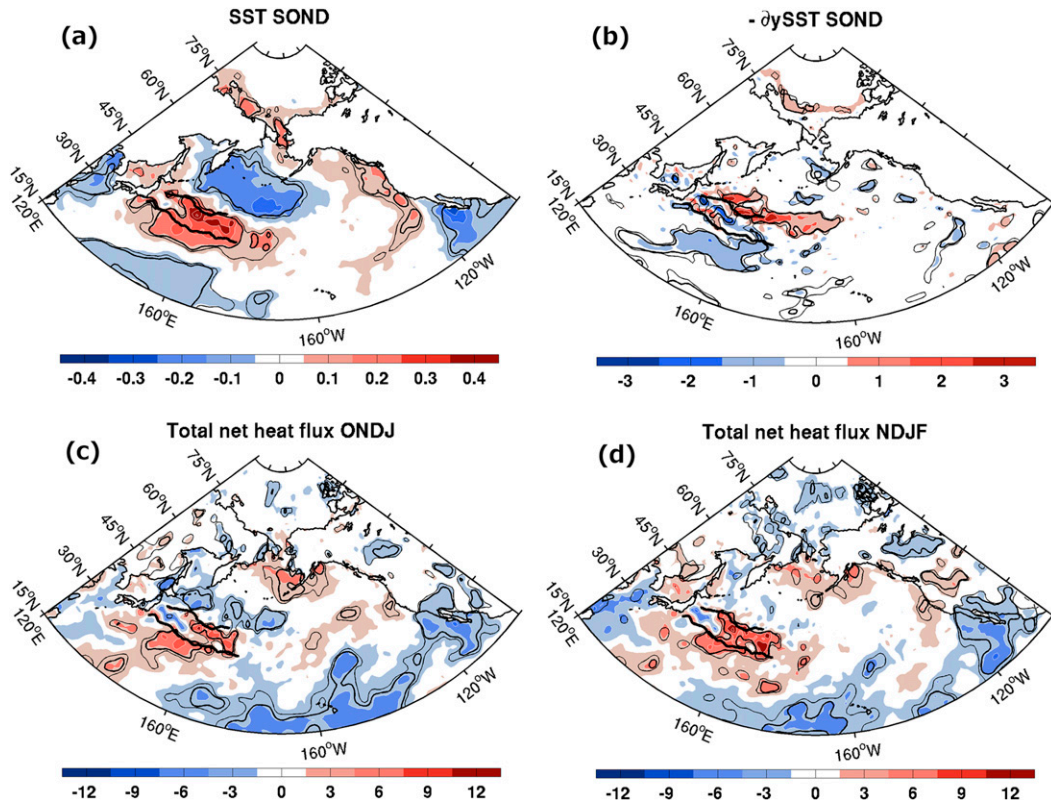 SST SOND
(a)
75°N
60°N
45°N
30°N
15°N
120°E
160°E
160°W
120°W
-0.4 -0.3 -0.2 -0.1 0 0.1 0.2 0.3 0.4
- ∂ySST SOND
(b)
75°N
60°N
45°N
30°N
15°N
120°E
160°E
160°W
120°W
-3 -2 -1 0 1 2 3
Total net heat flux ONDJ
(c)
75°N
60°N
45°N
30°N
15°N
120°E
160°E
160°W
120°W
-12 -9 -6 -3 0 3 6 9 12
Total net heat flux NDJF
(d)
75°N
60°N
45°N
30°N
15°N
120°E
160°E
160°W
120°W
-12 -9 -6 -3 0 3 6 9 12